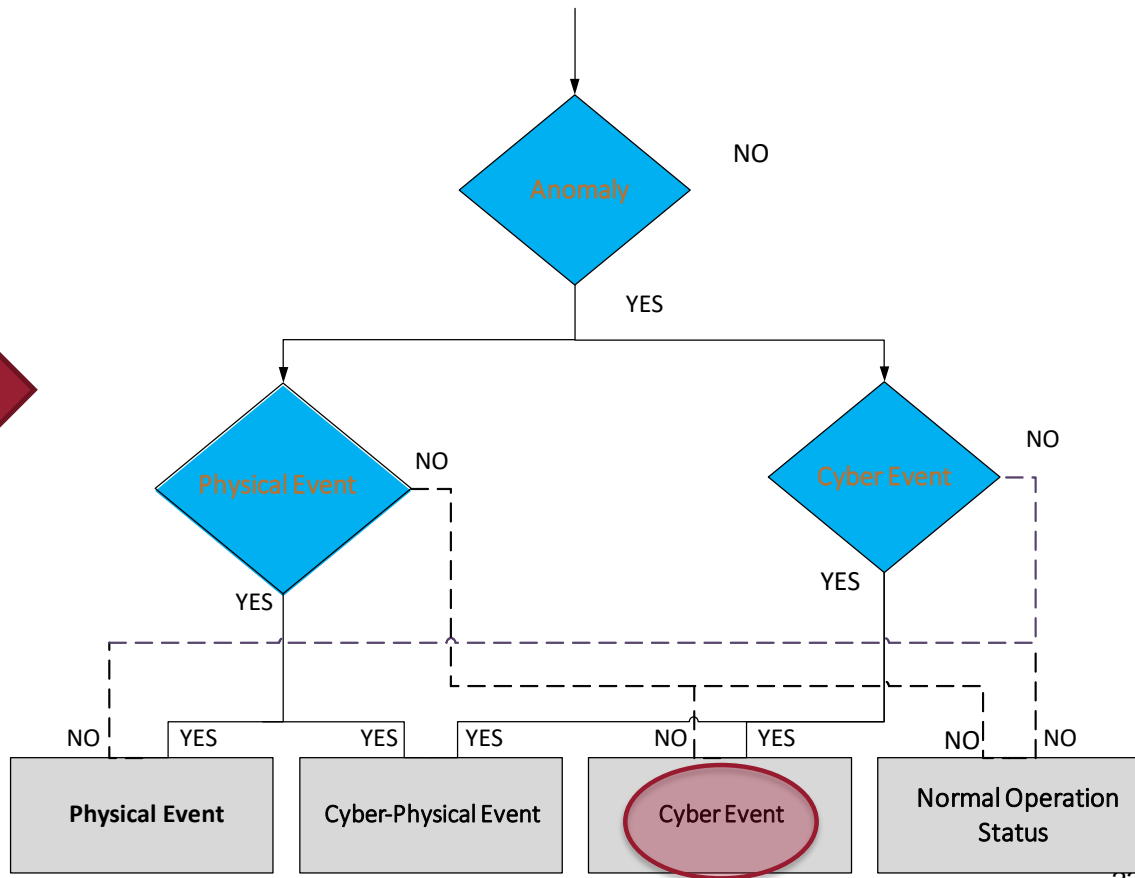 NO
Anomaly
YES
NO
NO
Physical Event
Cyber Event
YES
YES
NO
YES
YES
YES
NO
YES
NO
NO
Physical Event
Cyber-Physical Event
Cyber Event
Normal Operation
Status